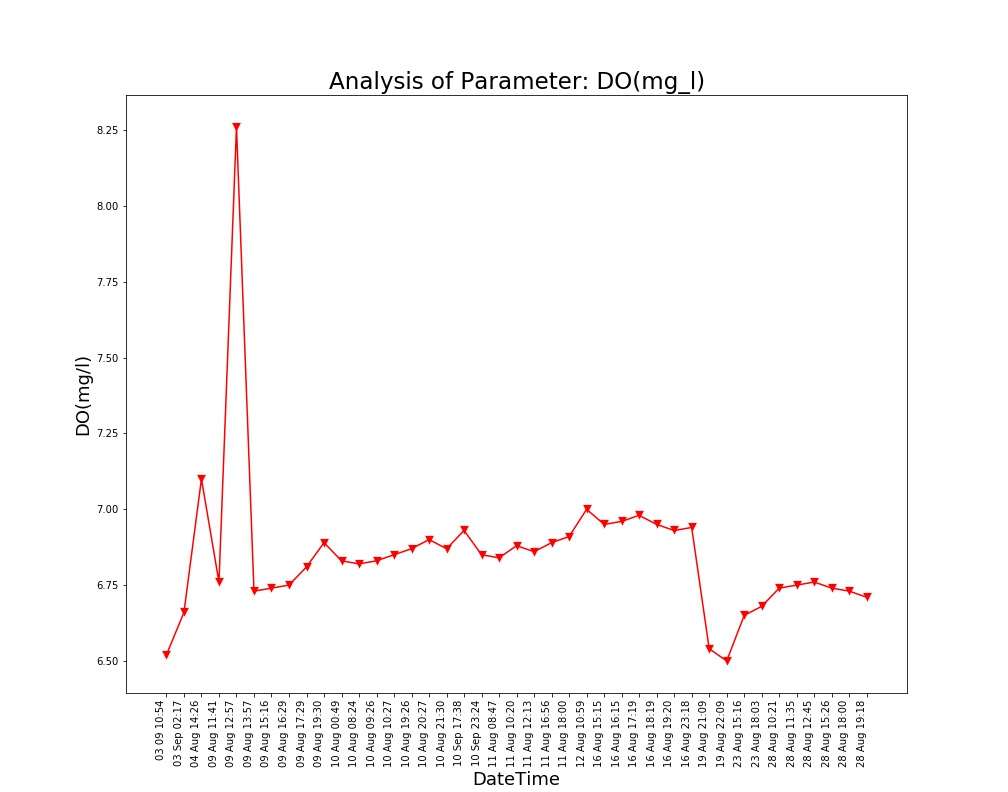 Analysis of Parameter: DO(mg_l)
DO(mg/l)
8.25
8.00
7.75
7.50
7.25
7.00
6.75
6.50
03 09 10:54
03 Sep 02:17
04 Aug 14:26
09 Aug 11:41
09 Aug 12:57
09 Aug 13:57
09 Aug 15:16
09 Aug 16:29
09 Aug 17:29
09 Aug 19:30
10 Aug 00:49
10 Aug 08:24
10 Aug 09:26
10 Aug 10:27
10 Aug 19:26
10 Aug 20:27
10 Aug 21:30
10 Sep 17:38
10 Sep 23:24
11 Aug 08:47
11 Aug 10:20
11 Aug 12:13
11 Aug 16:56
11 Aug 18:00
12 Aug 10:59
16 Aug 15:15
16 Aug 16:15
16 Aug 17:19
16 Aug 18:19
16 Aug 19:20
16 Aug 23:18
19 Aug 21:09
19 Aug 22:09
23 Aug 15:16
23 Aug 18:03
28 Aug 10:21
28 Aug 11:35
28 Aug 12:45
28 Aug 15:26
28 Aug 18:00
28 Aug 19:18
DateTime